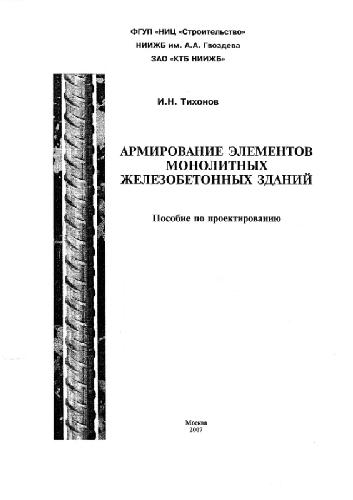 ФГУП «НИЦ «Строительство»
НИИЖБ им. А.А. Гвоздева
ЗАО «КТБ НИИЖБ»
И.Н. Тихонов
АРМИРОВАНИЕ ЭЛЕМЕНТОВ
МОНОЛИТНЫХ
ЖЕЛЕЗОБЕТОННЫХ ЗДАНИЙ
Пособие по проектированию
Москва
2007